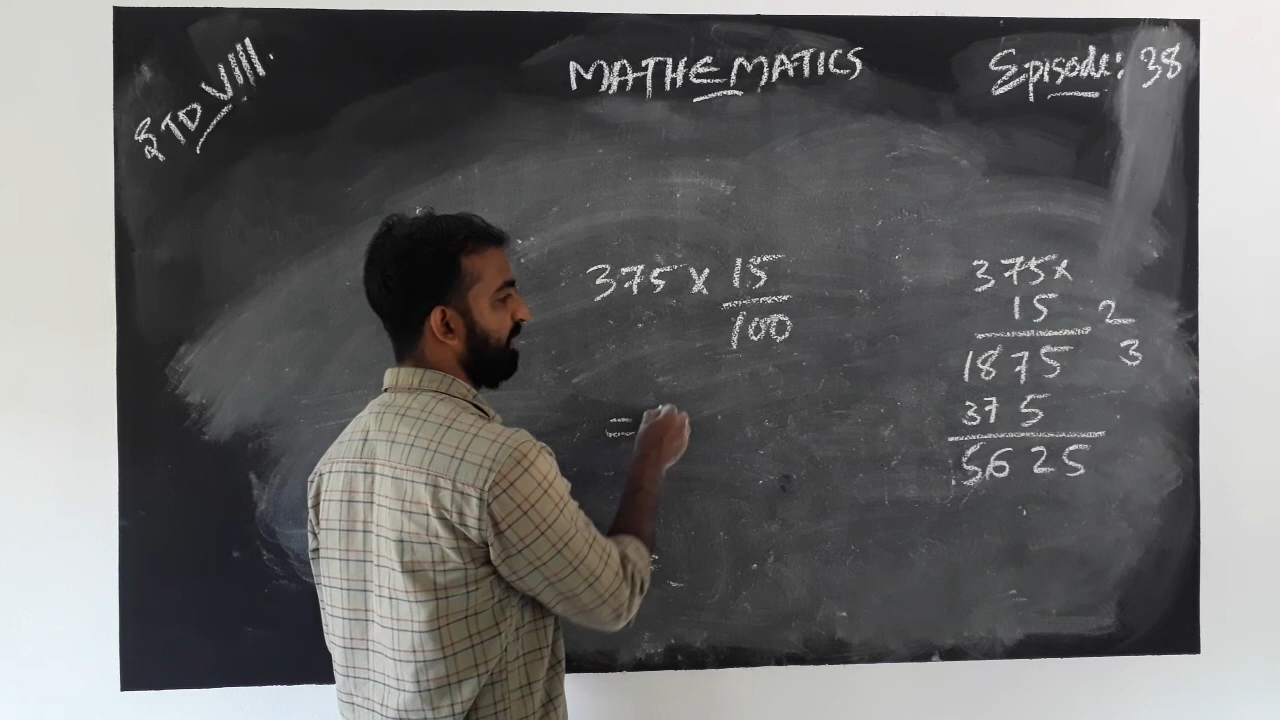 STD VIII.
MATHEMATICS
Episode: 38
375 x 15
100
=
375x
15
2
3
1875
375
5625